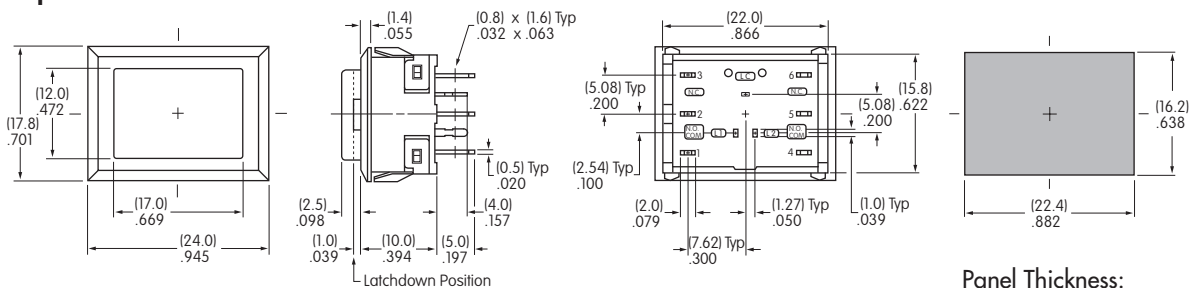 (17.8)
.701
(12.0)
.472
(17.0)
.669
(24.0)
.945
(1.4)
.055
(0.8) x (1.6) Typ
.032 x .063
(0.5) Typ
.020
(2.5)
.098
(4.0)
.157
(1.0)
.039
(10.0)
.394
(5.0)
.197
Latchdown Position
(22.0)
.866
(5.08) Typ
.200
(2.54) Typ
.100
3
L C
6
N.C
N.C
2
5
N.O.
COM
L1
L2
N.O.
COM
1
4
(15.8)
.622
(5.08)
.200
(2.0)
.079
(1.27) Typ
.050
(1.0) Typ
.039
(7.62) Typ
.300
(16.2)
.638
(22.4)
.882
Panel Thickness: